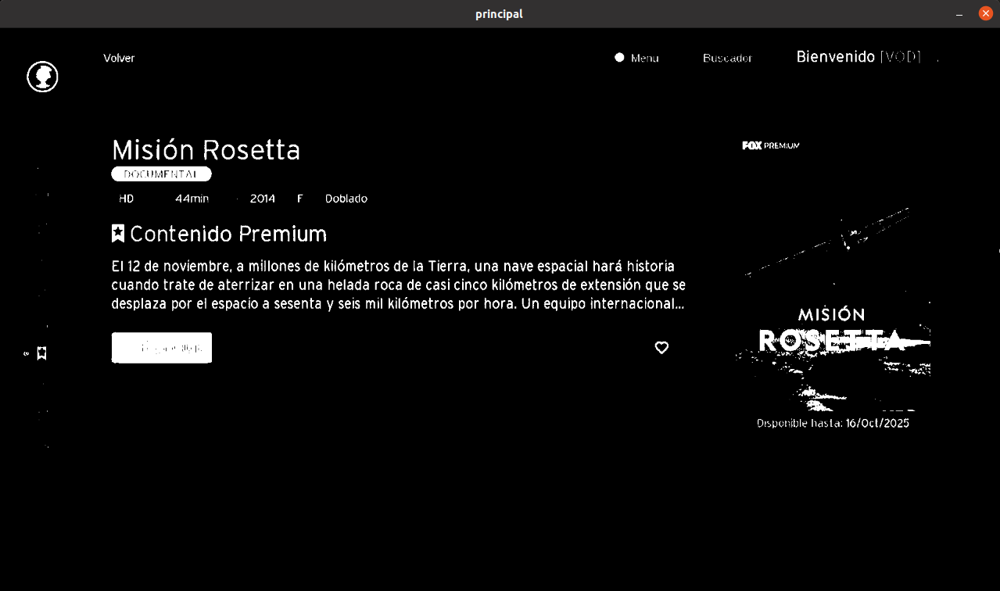 principal
Volver
Menu
Buscador
Bienvenido [VOD]
Misión Rosetta
DOCUMENTAL
HD 44min 2014 F Doblado
Contenido Premium
El 12 de noviembre, a millones de kilómetros de la Tierra, una nave espacial hará historia
cuando trate de aterrizar en una helada roca de casi cinco kilómetros de extensión que se
desplaza por el espacio a sesenta y seis mil kilómetros por hora. Un equipo internacional...
FOX PREMIUM
MISIÓN
ROSETTA
Disponible hasta: 16/Oct/2025